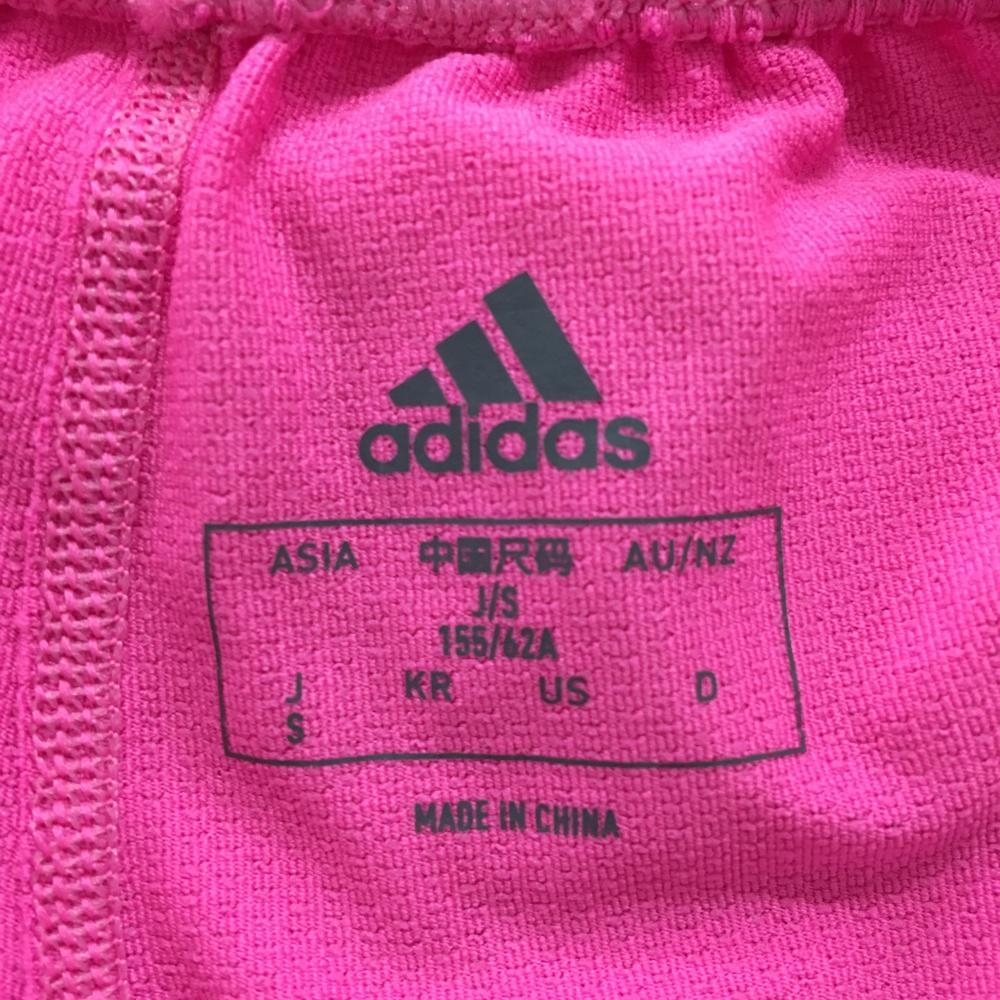 adidas
ASIA 中国尺码 AU/NZ
J/S
155/62A
J KR US D
S
MADE IN CHINA